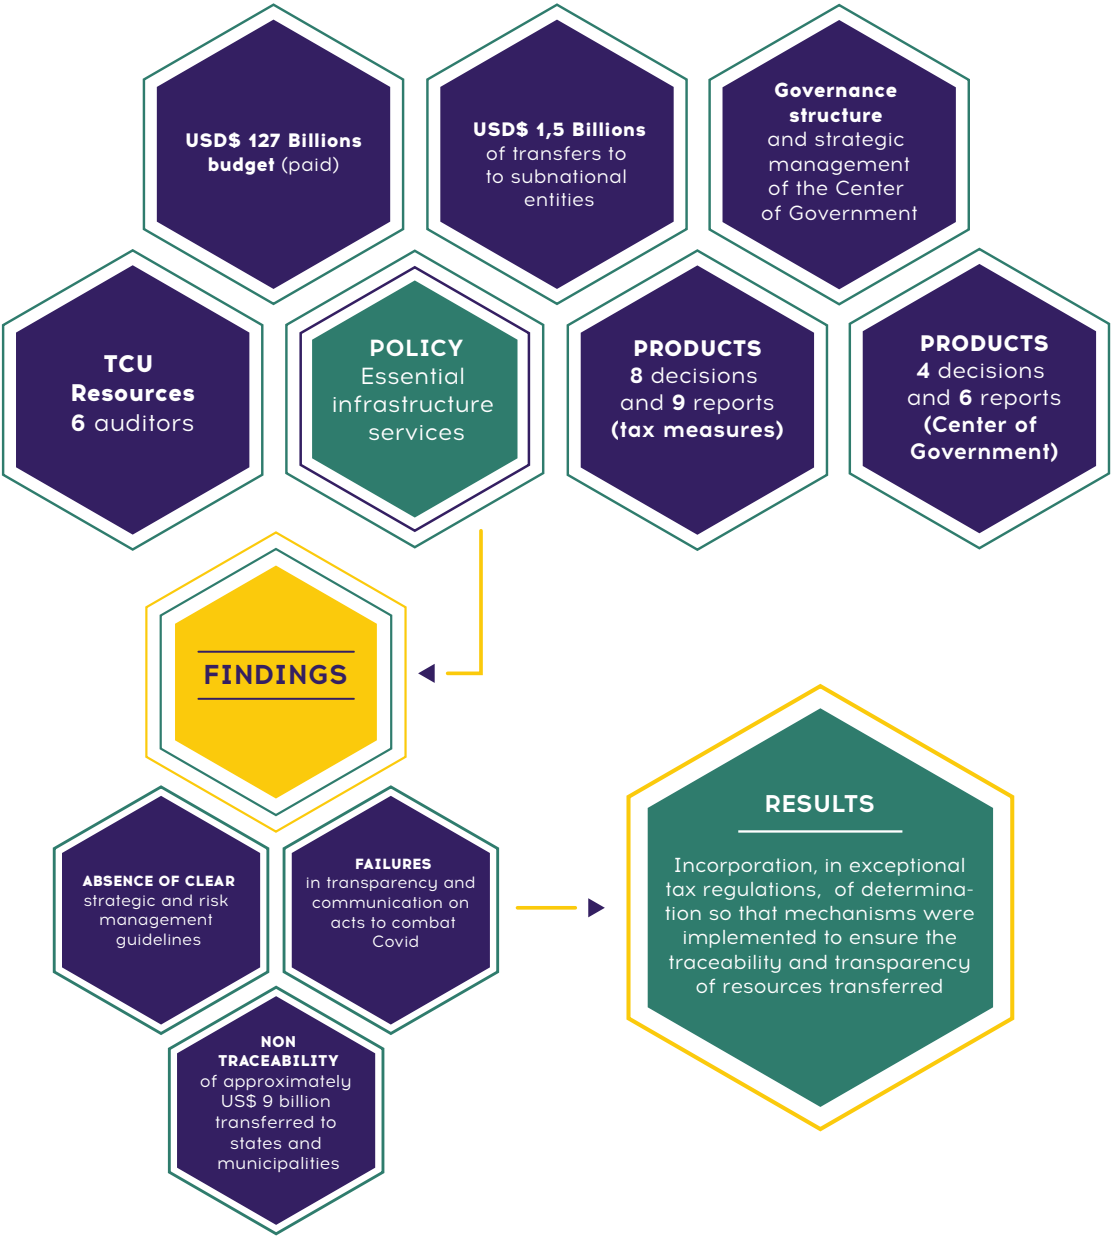 USD$ 127 Billions
budget (paid)
USD$ 1,5 Billions
of transfers to
to subnational
entities
Governance
structure
and strategic
management
of the Center
of Government
TCU
Resources
6 auditors
POLICY
Essential
infrastructure
services
PRODUCTS
8 decisions
and 9 reports
(tax measures)
PRODUCTS
4 decisions
and 6 reports
(Center of
Government)
FINDINGS
ABSENCE OF CLEAR
strategic and risk
management
guidelines
FAILURES
in transparency and
communication on
acts to combat
Covid
NON
TRACEABILITY
of approximately
US$ 9 billion
transferred to
states and
municipalities
RESULTS
Incorporation, in exceptional
tax regulations,  of determina-
tion so that mechanisms were
implemented to ensure the
traceability and transparency
of resources transferred